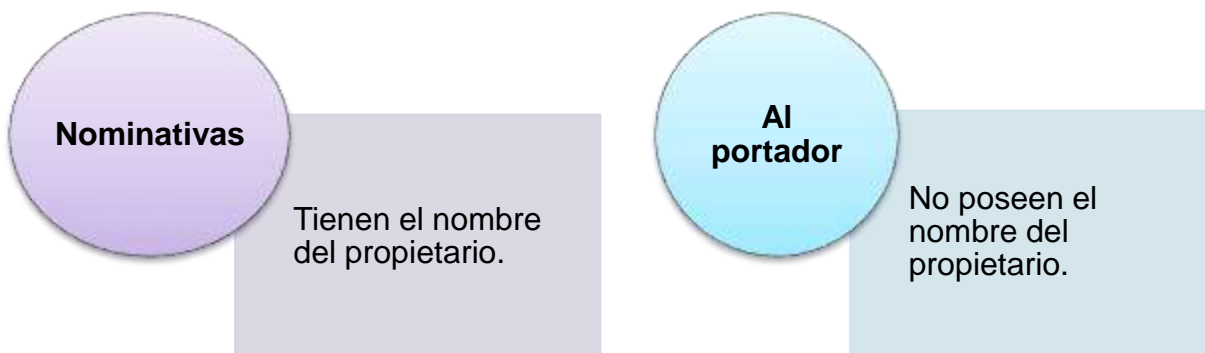 Nominativas
Tienen el nombre
del propietario.
Al
portador
No poseen el
nombre del
propietario.